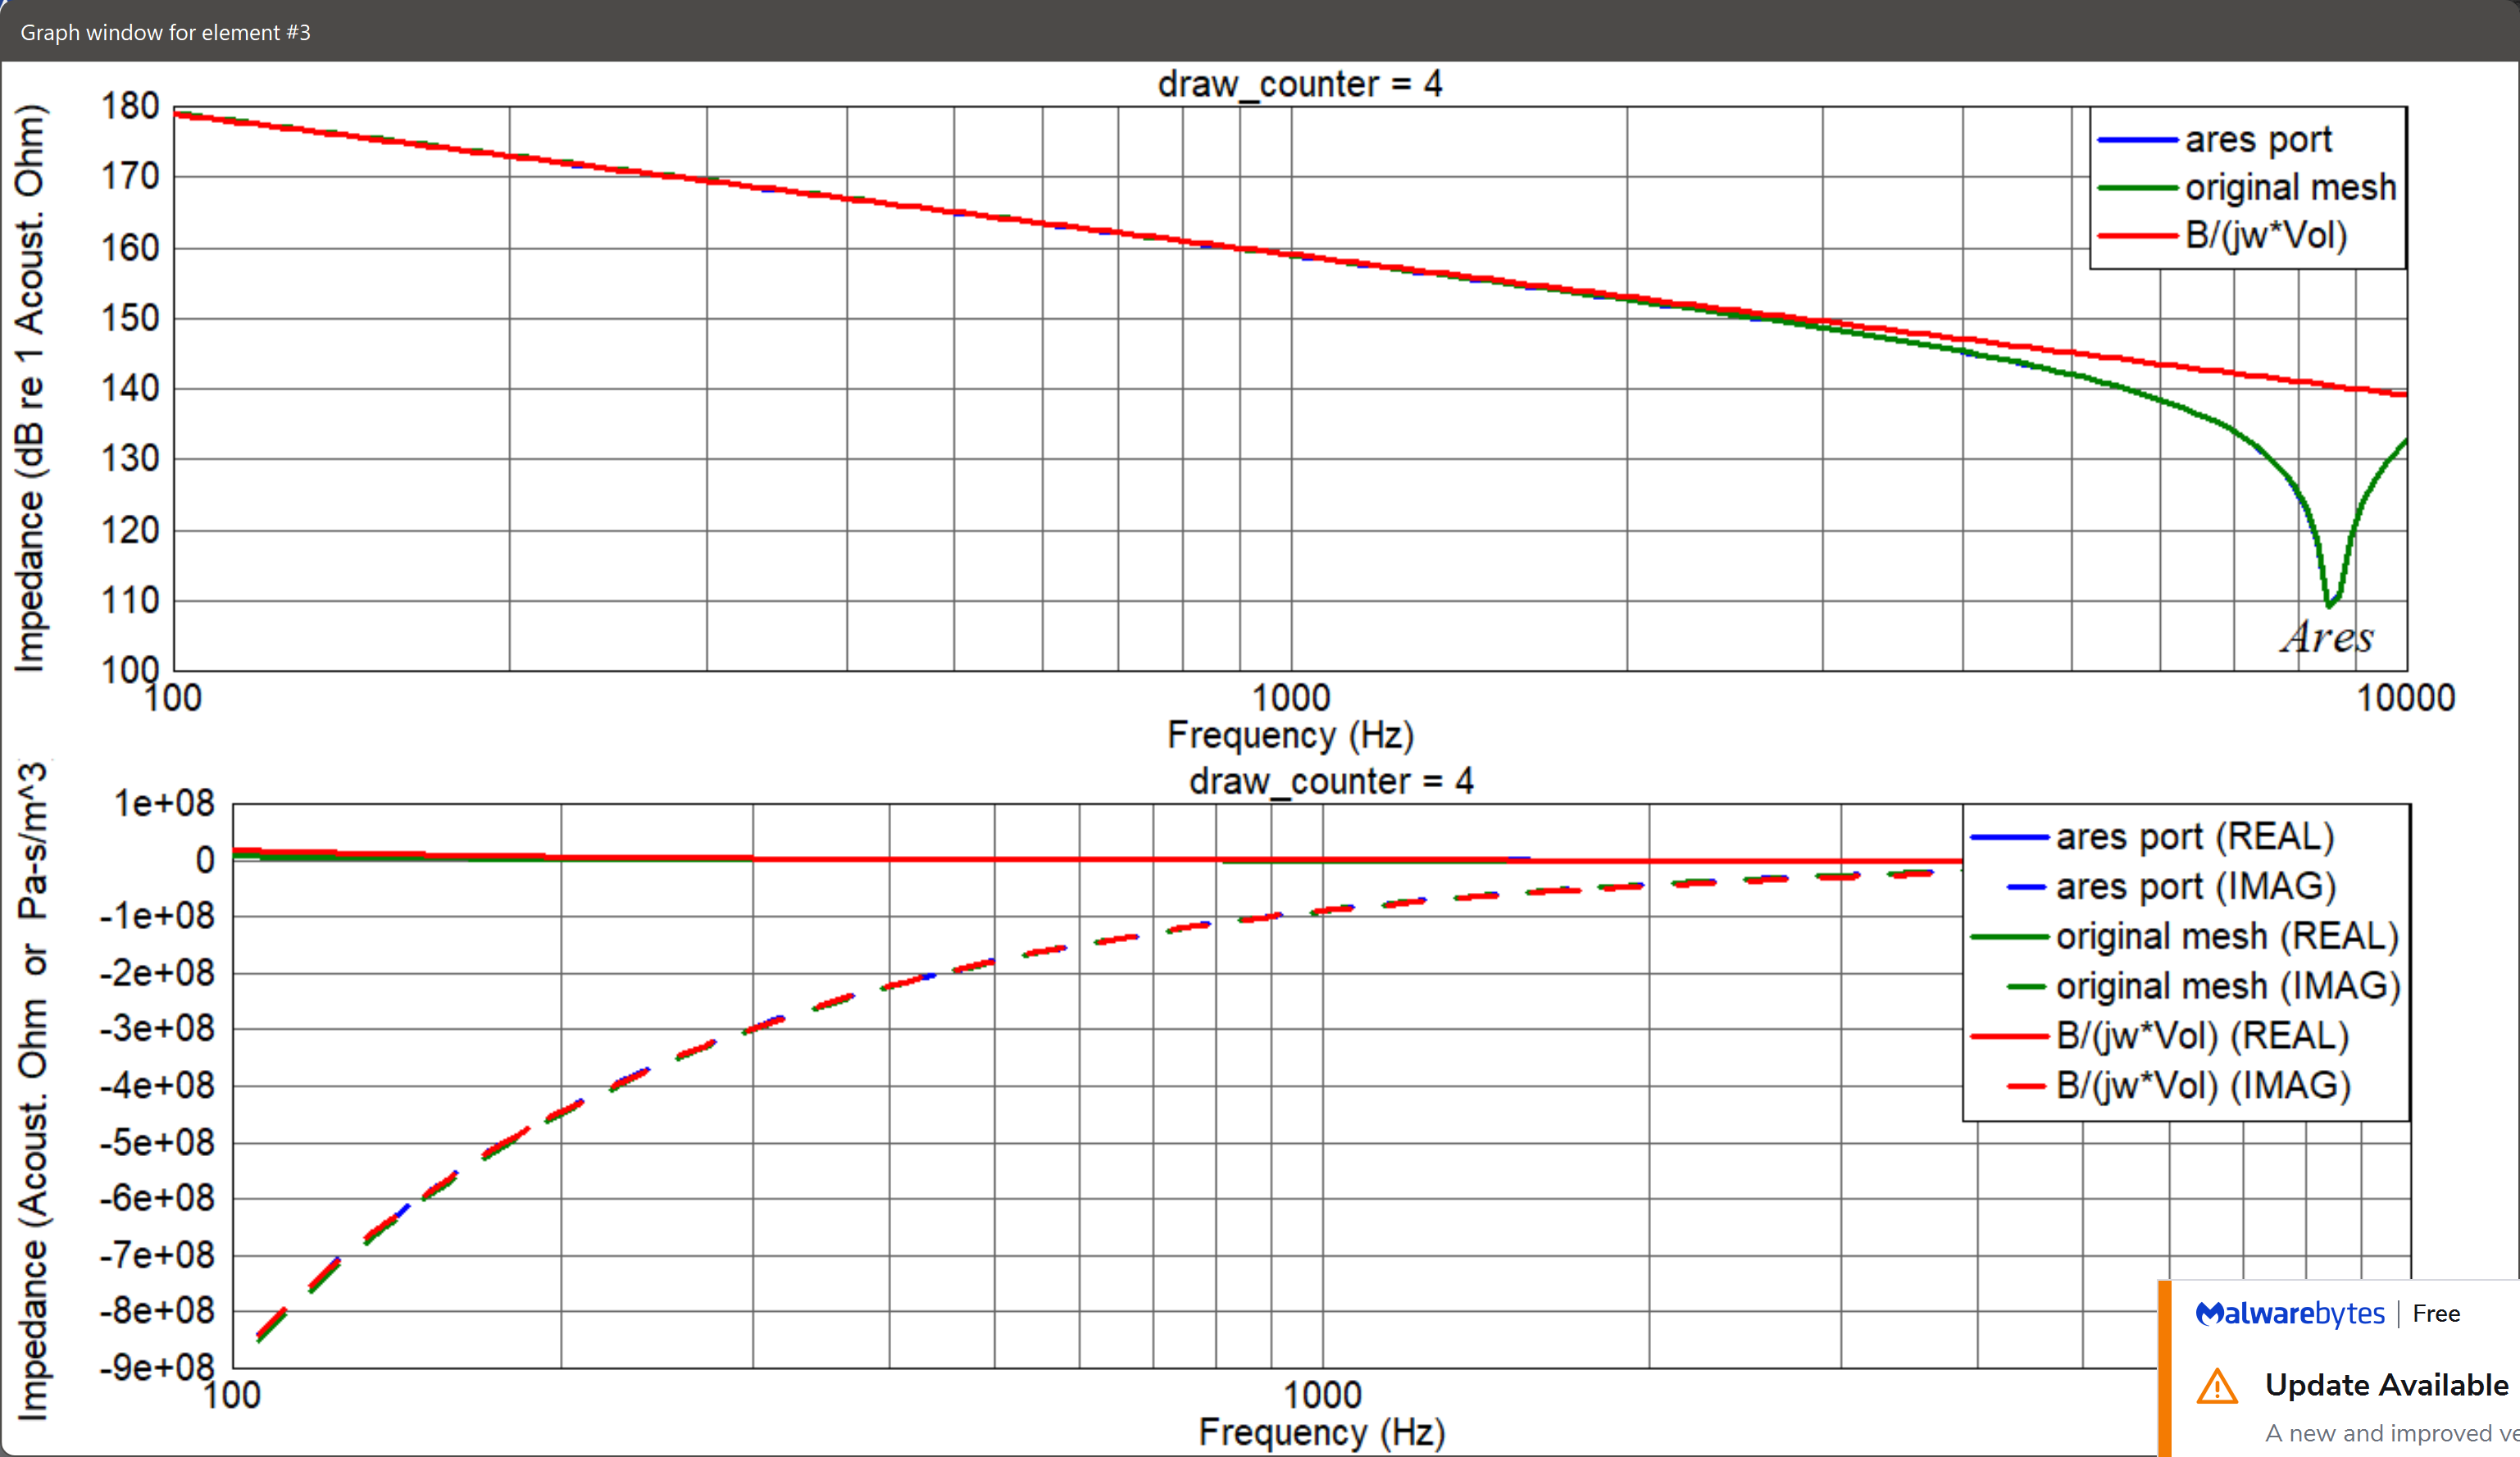 Graph window for element #3
draw_counter = 4
Impedance (dB re 1 Acoust. Ohm)
180
170
160
150
140
130
120
110
100
ares port
original mesh
B/(jw*Vol)
Ares
100
1000
10000
Frequency (Hz)
draw_counter = 4
Impedance (Acoust. Ohm or Pa-s/m^3
1e+08
0
-1e+08
-2e+08
-3e+08
-4e+08
-5e+08
-6e+08
-7e+08
-8e+08
-9e+08
ares port (REAL)
ares port (IMAG)
original mesh (REAL)
original mesh (IMAG)
B/(jw*Vol) (REAL)
B/(jw*Vol) (IMAG)
100
1000
Frequency (Hz)
Malwarebytes | Free
Update Available
A new and improved ve